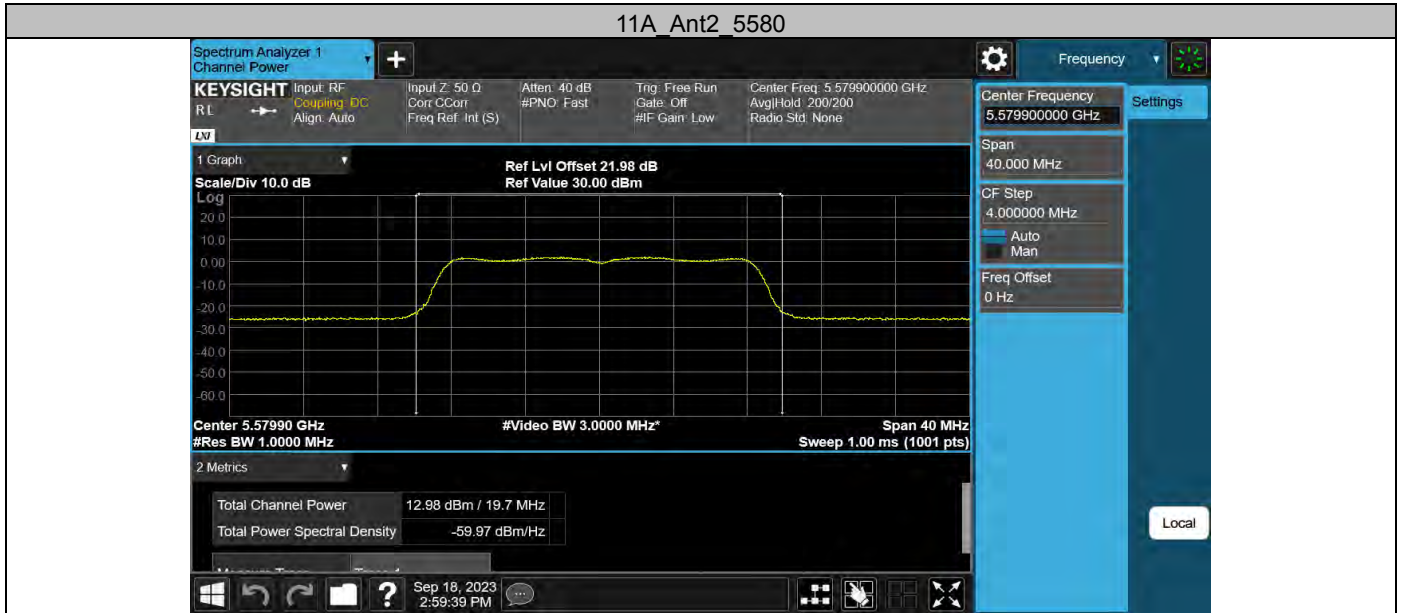 11A_Ant2_5580
Spectrum Analyzer 1
Channel Power
+
Frequency
KEYSIGHT Input: RF Input Z: 50 Ω Atten: 40 dB Trig: Free Run Center Freq: 5.579900000 GHz
RL Coupling: DC Corr CCorr #PNO: Fast Gate: Off Avg|Hold: 200/200
Align: Auto Freq Ref: Int (S) #IF Gain: Low Radio Std: None
LXI
Center Frequency
5.579900000 GHz
Settings
Span
40.000 MHz
CF Step
4.000000 MHz
Auto
Man
Freq Offset
0 Hz
1 Graph
Ref Lvl Offset 21.98 dB
Scale/Div 10.0 dB Ref Value 30.00 dBm
Log
20.0
10.0
0.00
-10.0
-20.0
-30.0
-40.0
-50.0
-60.0
Center 5.57990 GHz #Video BW 3.0000 MHz* Span 40 MHz
#Res BW 1.0000 MHz Sweep 1.00 ms (1001 pts)
2 Metrics
Total Channel Power 12.98 dBm / 19.7 MHz
Total Power Spectral Density -59.97 dBm/Hz
Local
?
Sep 18, 2023
2:59:39 PM